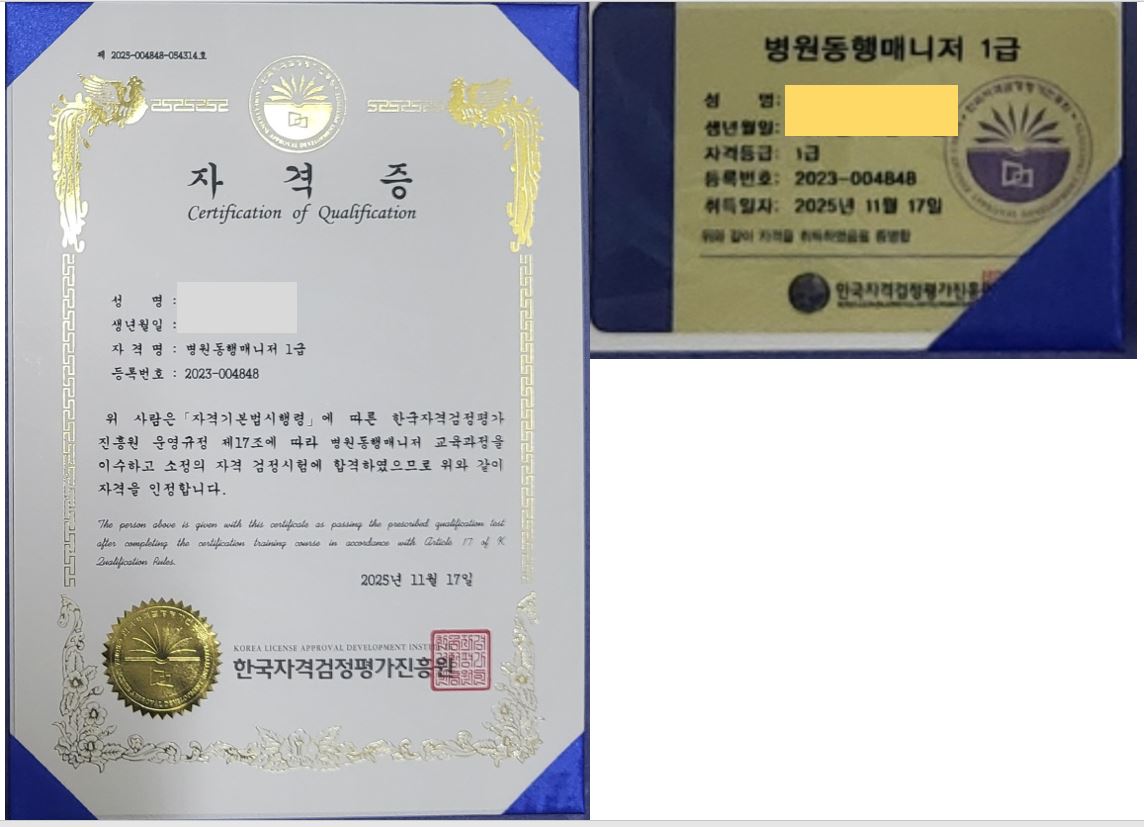 제 2023-004848-054314호
자 격 증
Certification of Qualification
성 명 :
생년월일 :
자 격 명 : 병원동행매니저 1급
등록번호 : 2023-004848
위 사람은「자격기본법시행령」에 따른 한국자격검정평가
진흥원 운영규정 제17조에 따라 병원동행매니저 교육과정을
이수하고 소정의 자격 검정시험에 합격하였으므로 위와 같이
자격을 인정합니다.
The person above is given with this certificate as passing the prescribed qualification test
after completing the certification training course in accordance with Article 17 of K
Qualification Rules.
2025년 11월 17일
KOREA LICENSE APPROVAL DEVELOPMENT
한국자격검정평가진흥원
병원동행매니저 1급
성 명:
생년월일:
자격등급: 1급
등록번호: 2023-004848
취득일자: 2025년 11월 17일
위와 같이 자격을 취득하였음을 증명함
한국자격검정평가진흥원